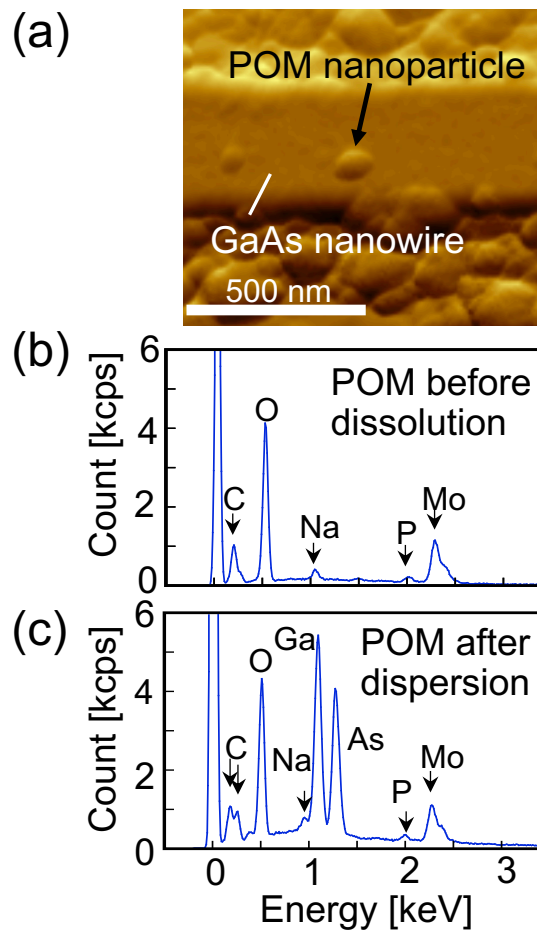 (a)
POM nanoparticle
GaAs nanowire
500 nm
(b)
6
4
2
0
Count [kcps]
POM before
dissolution
C
O
Na
P
Mo
(c)
6
4
2
0
Count [kcps]
POM after
dispersion
C
O
Na
Ga
As
P
Mo
0
1
2
3
Energy [keV]